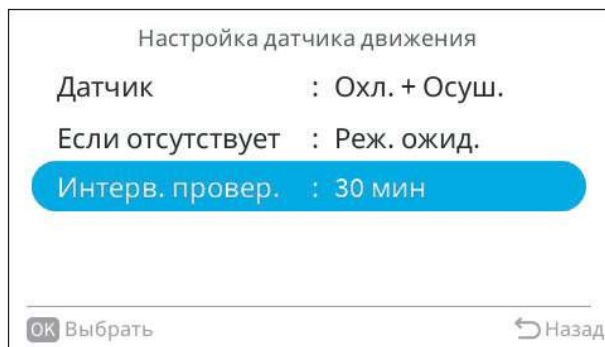 Настройка датчика движения
Датчик : Охл. + Осуш.
Если отсутствует : Реж. ожид.
Интерв. провер. : 30 мин
OK Выбрать Назад